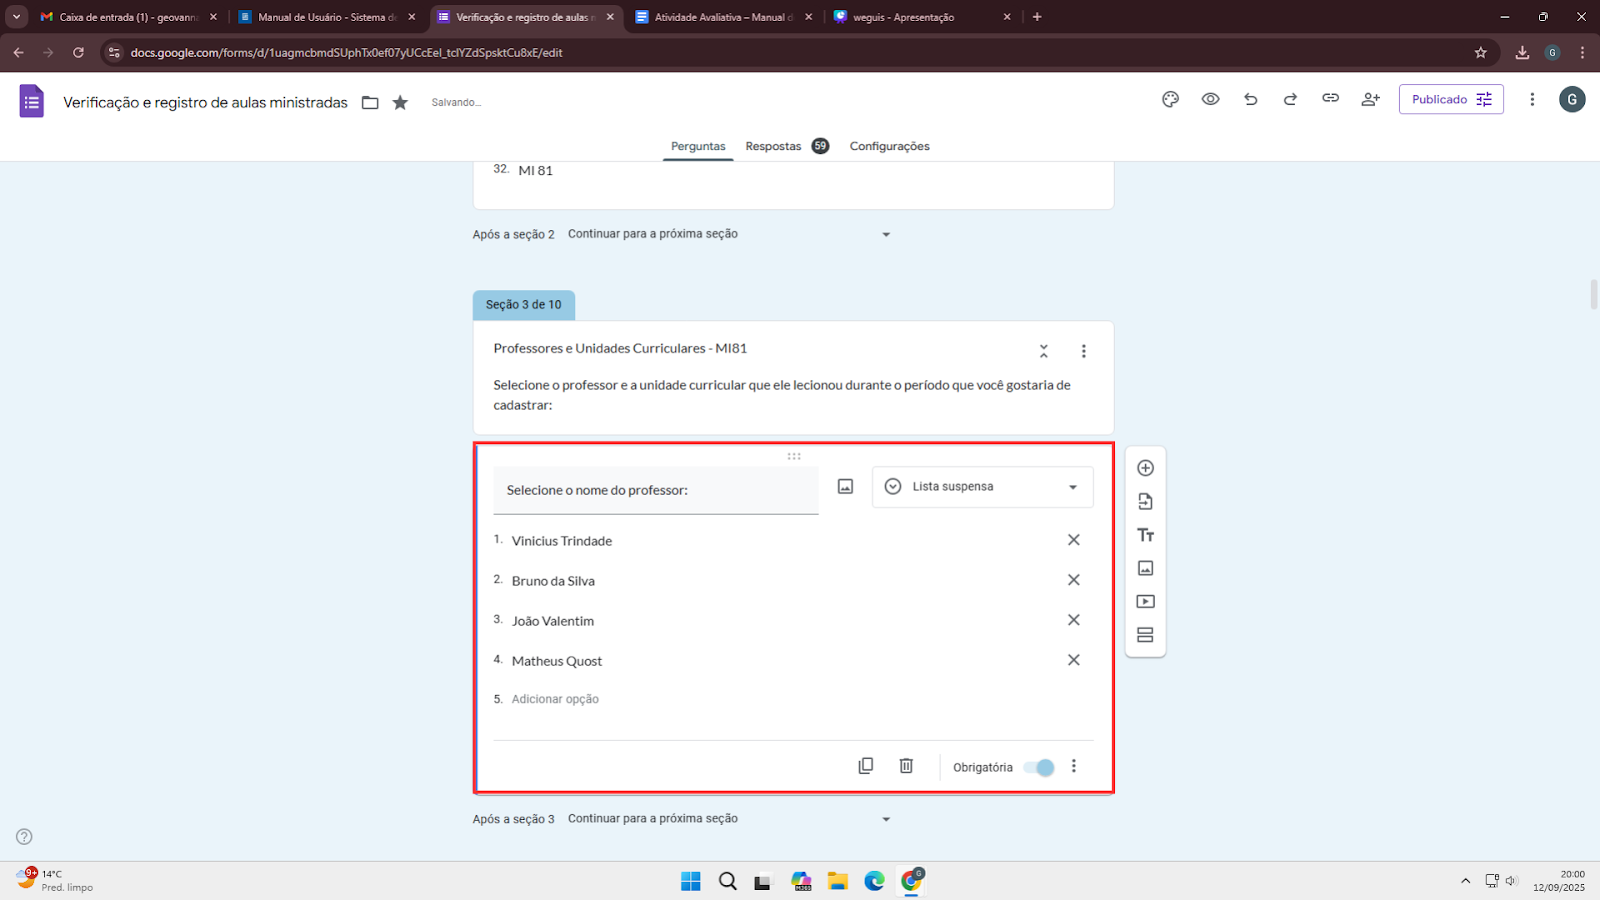 Caixa de entrada (1) - geovanna
Manual de Usuário - Sistema de
Verificação e registro de aulas m
Atividade Avaliativa – Manual d
weguis - Apresentação
docs.google.com/forms/d/1uagmcbmdSUphTx0ef07yUCcEel_tclYZdSpsktCu8xE/edit
G
Verificação e registro de aulas ministradas
Salvando...
Publicado
G
Perguntas
Respostas 59
Configurações
32. MI 81
Após a seção 2 Continuar para a próxima seção
Seção 3 de 10
Professores e Unidades Curriculares - MI81
Selecione o professor e a unidade curricular que ele lecionou durante o período que você gostaria de
cadastrar:
Selecione o nome do professor:
Lista suspensa
1. Vinicius Trindade
2. Bruno da Silva
3. João Valentim
4. Matheus Quost
5. Adicionar opção
Tт
Obrigatória
Após a seção 3 Continuar para a próxima seção
9+
14°C
Pred. limpo
M365
G
20:00
12/09/2025